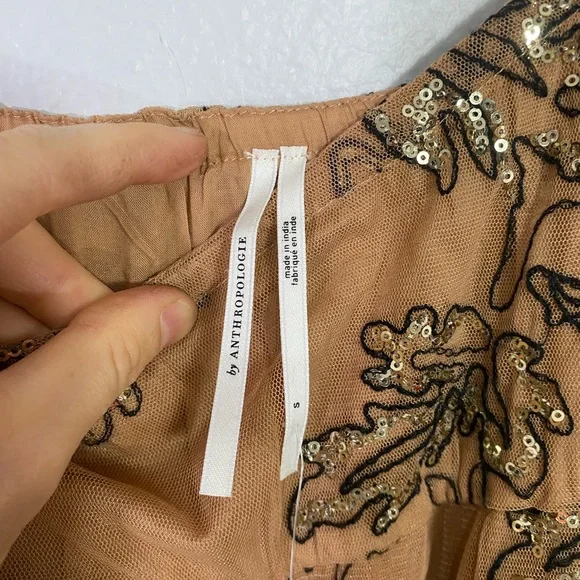 by ANTHROPOLOGIE
made in india
fabriqué en inde
S